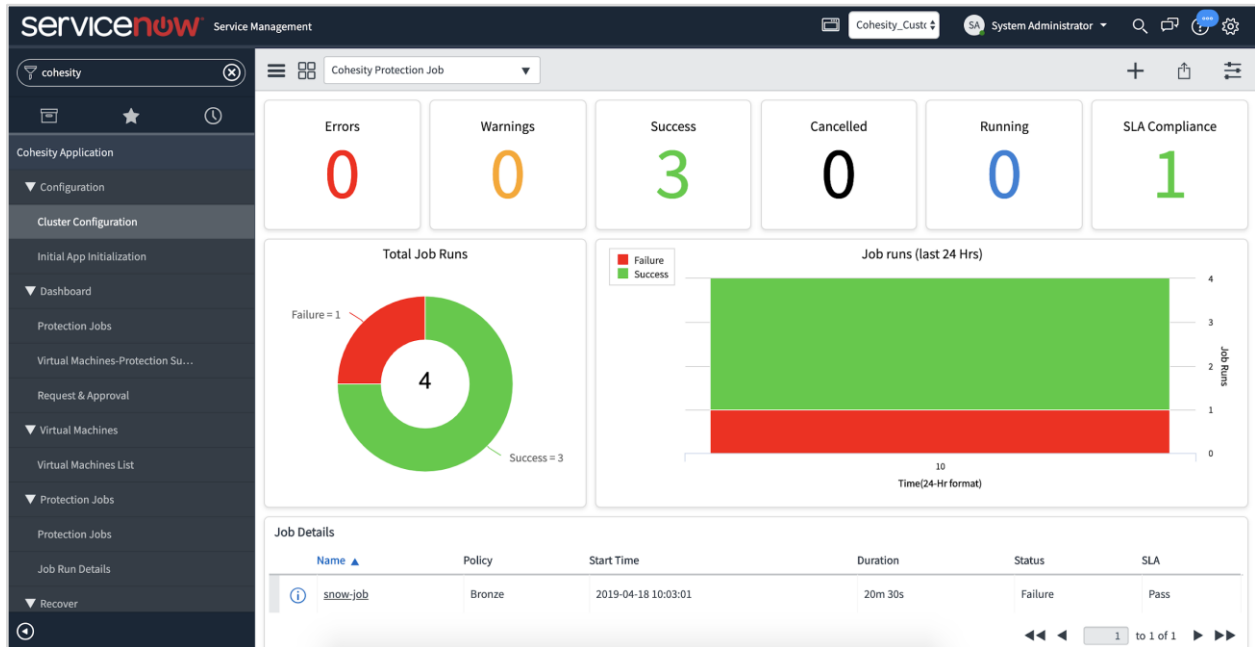 servicenow Service Management
Cohesity_Custc
SA System Administrator
cohesity
Cohesity Application
Configuration
Cluster Configuration
Initial App Initialization
Dashboard
Protection Jobs
Virtual Machines-Protection Su...
Request & Approval
Virtual Machines
Virtual Machines List
Protection Jobs
Protection Jobs
Job Run Details
Recover
Cohesity Protection Job
Errors Warnings Success Cancelled Running SLA Compliance
0 0 3 0 0 1
Total Job Runs
Failure = 1
4
Success = 3
Job runs (last 24 Hrs)
Failure
Success
4
3
2
1
0
Job Runs
10
Time(24-Hr format)
Job Details
Name Policy Start Time Duration Status SLA
snow-job Bronze 2019-04-18 10:03:01 20m 30s Failure Pass
1 to 1 of 1